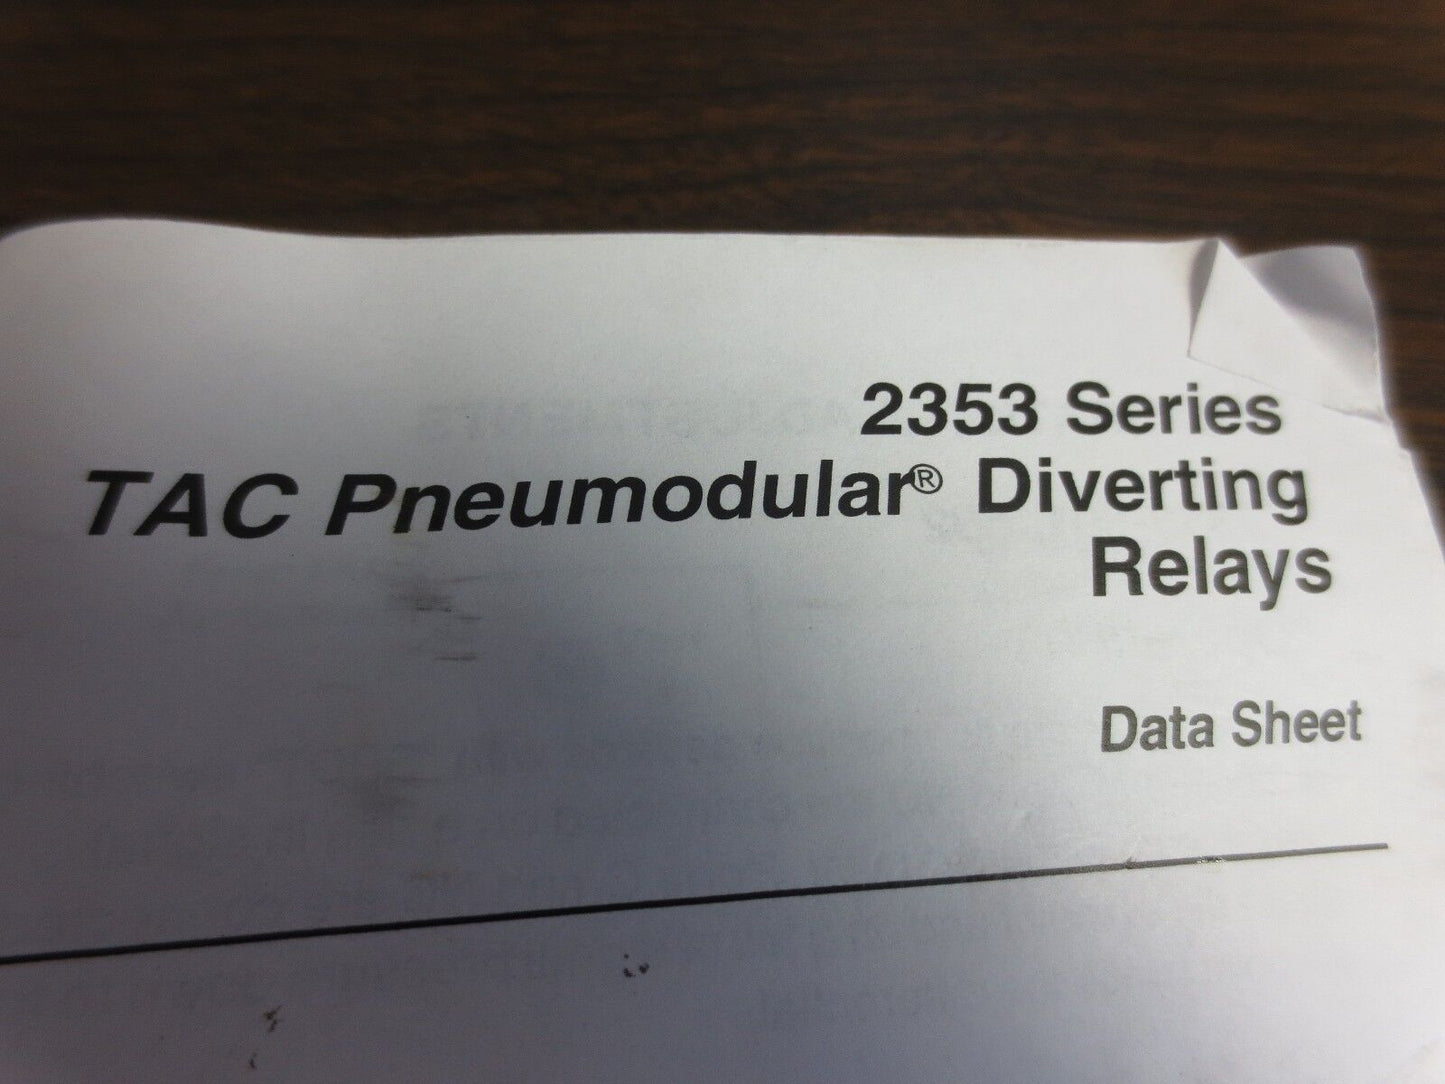 2353 Series
TAC Pneumodular® Diverting
Relays
Data Sheet